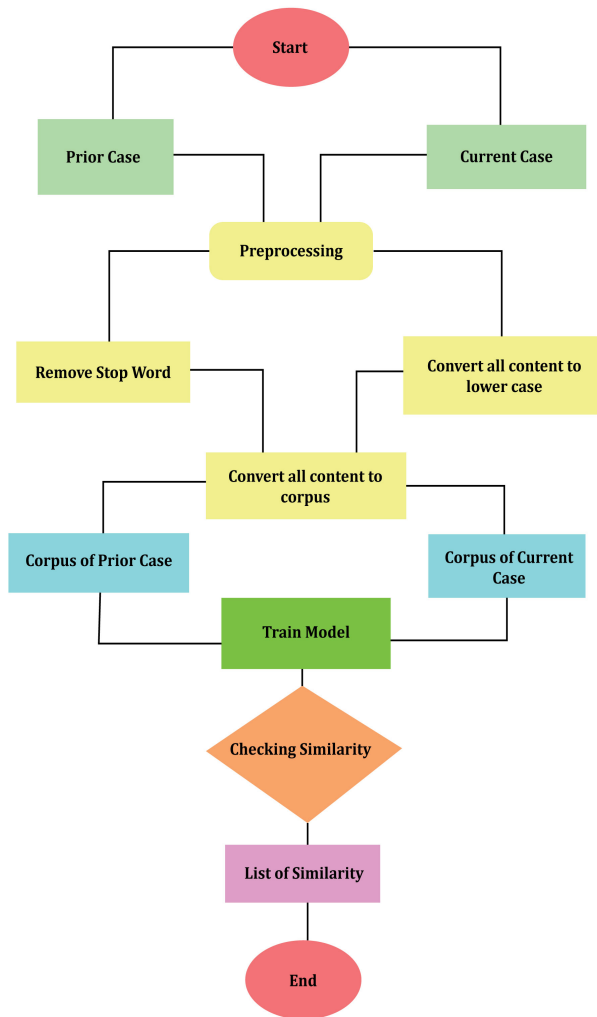 Start
Prior Case
Current Case
Preprocessing
Remove Stop Word
Convert all content to
lower case
Convert all content to
corpus
Corpus of Prior Case
Corpus of Current
Case
Train Model
Checking Similarity
List of Similarity
End